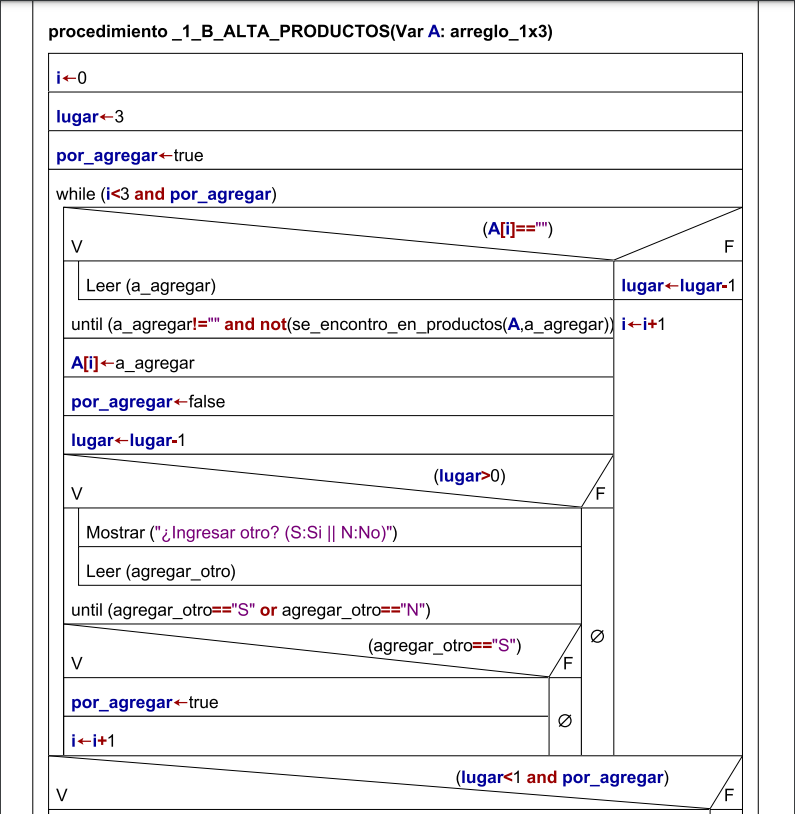 procedimiento _1_B_ALTA_PRODUCTOS(Var A: arreglo_1x3)
i←0
lugar←3
por_agregar←true
while (i<3 and por_agregar)
(A[i]=="")
V F
Leer (a_agregar) lugar←lugar-1
until (a_agregar!="" and not(se_encontro_en_productos(A,a_agregar)) i←i+1
A[i]←a_agregar
por_agregar←false
lugar←lugar-1
(lugar>0)
V F
Mostrar ("¿Ingresar otro? (S:Si || N:No)")
Leer (agregar_otro)
until (agregar_otro=="S" or agregar_otro=="N")
∅
(agregar_otro=="S")
V F
por_agregar←true
∅
i←i+1
(lugar<1 and por_agregar)
V F